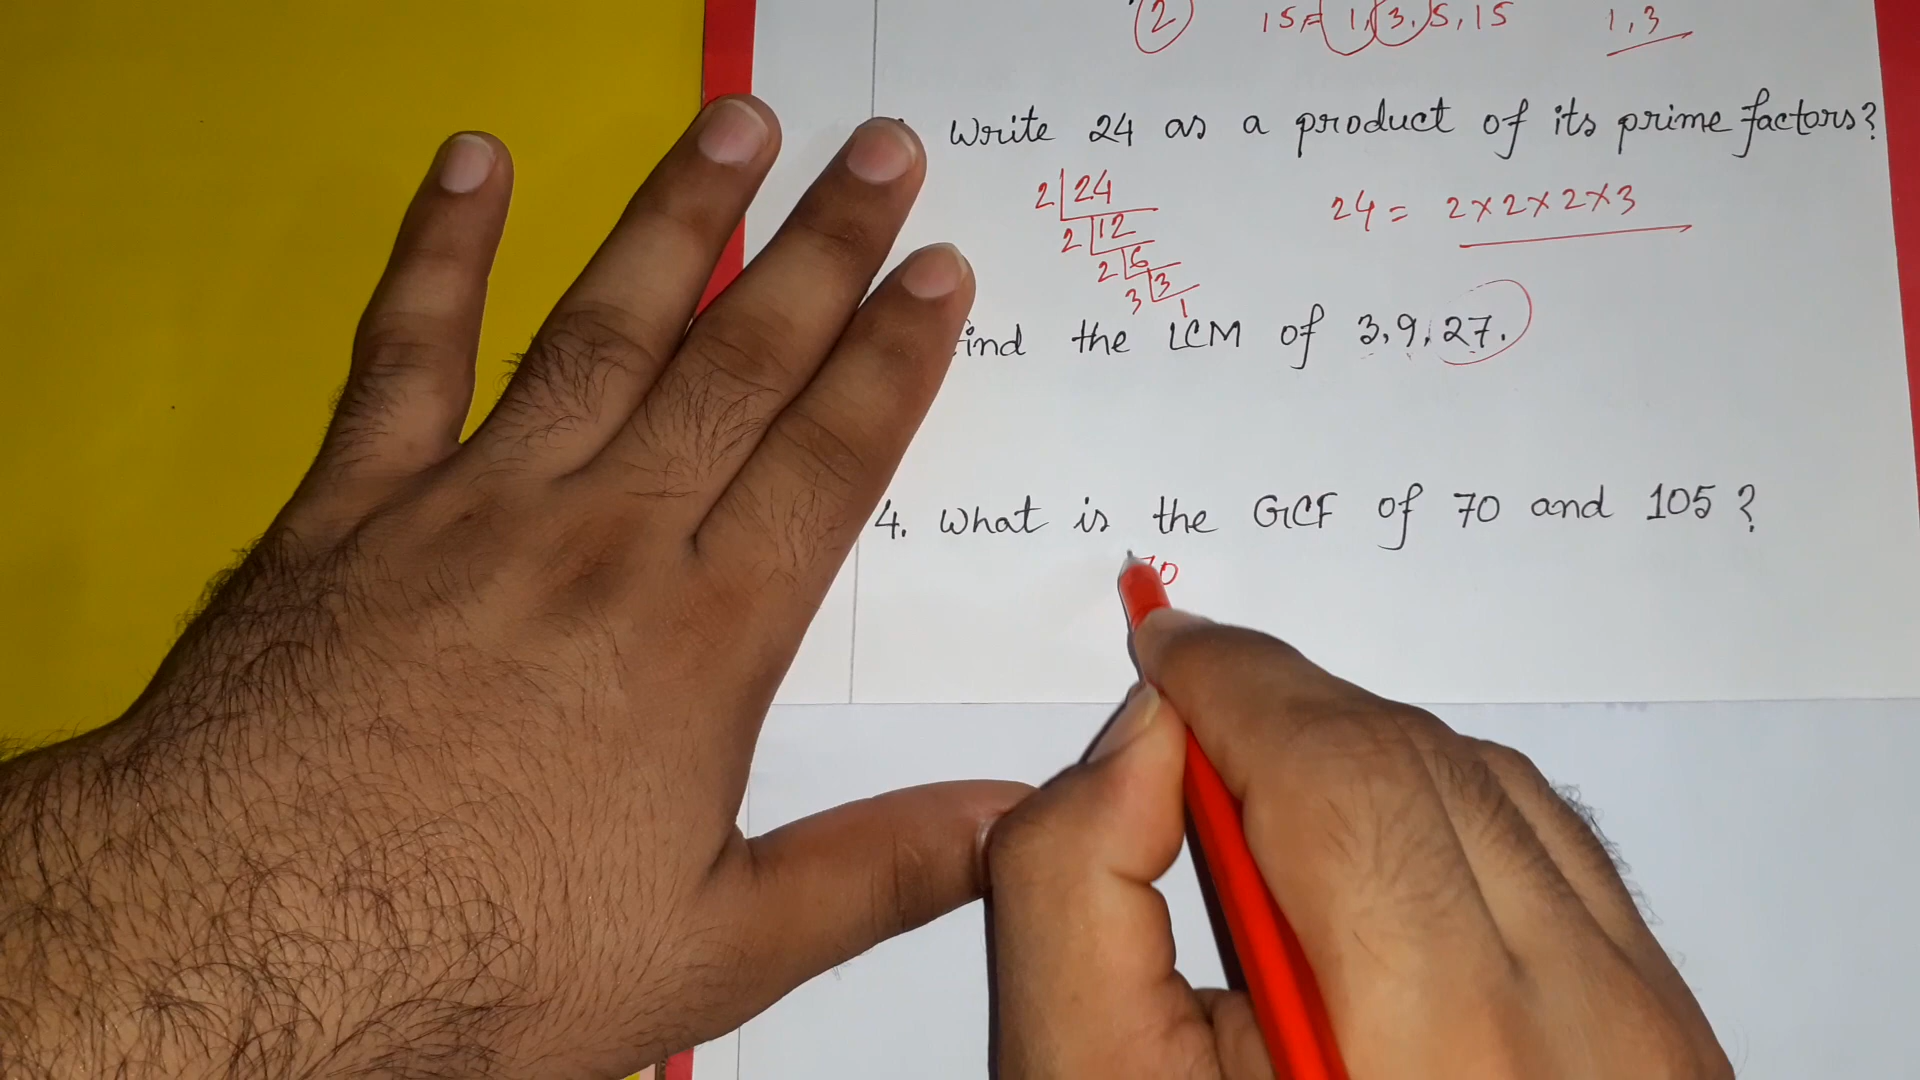 2 15 = 1, 3, 5, 15 1, 3
Write 24 as a product of its prime factors?
2 24 24 = 2×2×2×3
2 12
2 6
3 3
1
find the LCM of 3, 9, 27.
4. What is the GCF of 70 and 105 ?
70